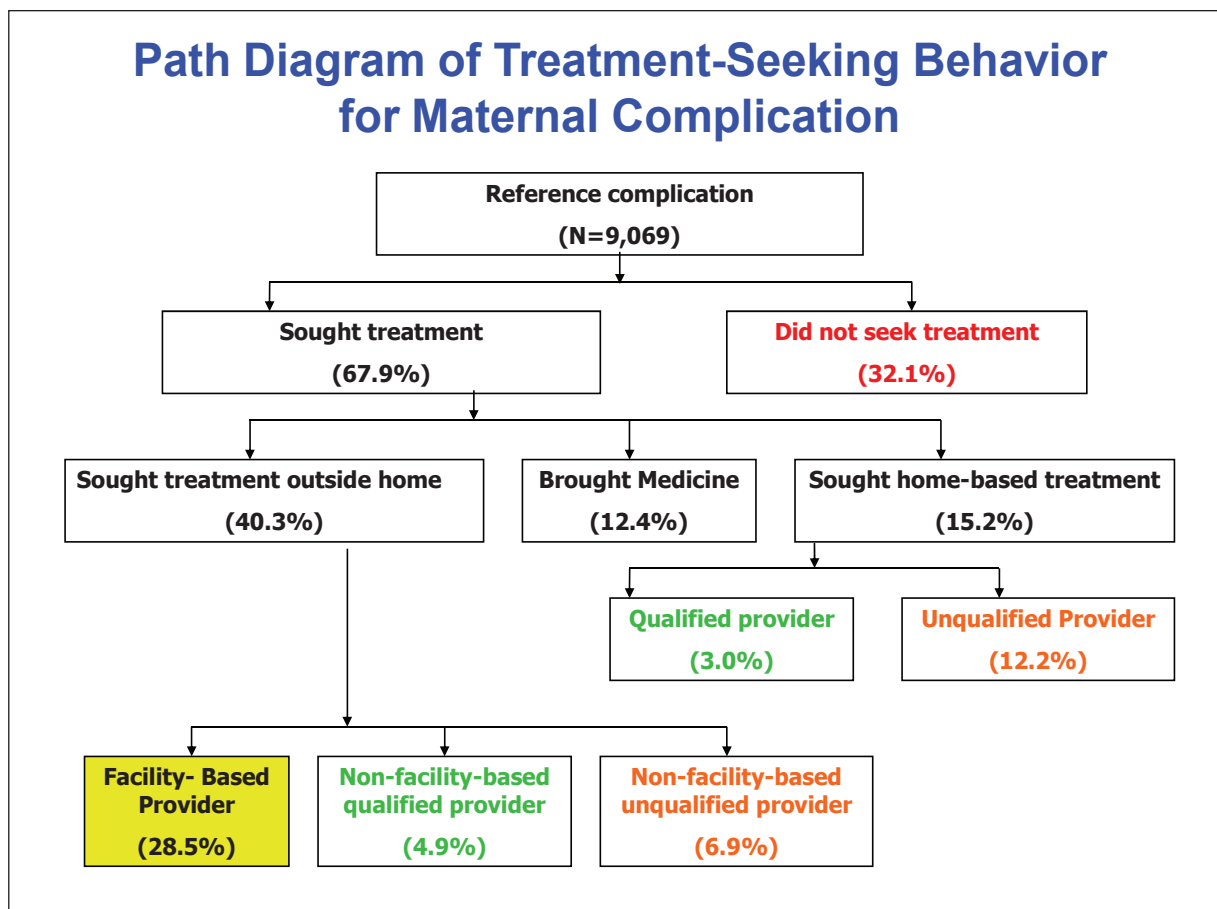 Path Diagram of Treatment-Seeking Behavior
for Maternal Complication
Reference complication
(N=9,069)
Sought treatment
(67.9%)
Did not seek treatment
(32.1%)
Sought treatment outside home
(40.3%)
Brought Medicine
(12.4%)
Sought home-based treatment
(15.2%)
Qualified provider
(3.0%)
Unqualified Provider
(12.2%)
Facility- Based
Provider
(28.5%)
Non-facility-based
qualified provider
(4.9%)
Non-facility-based
unqualified provider
(6.9%)